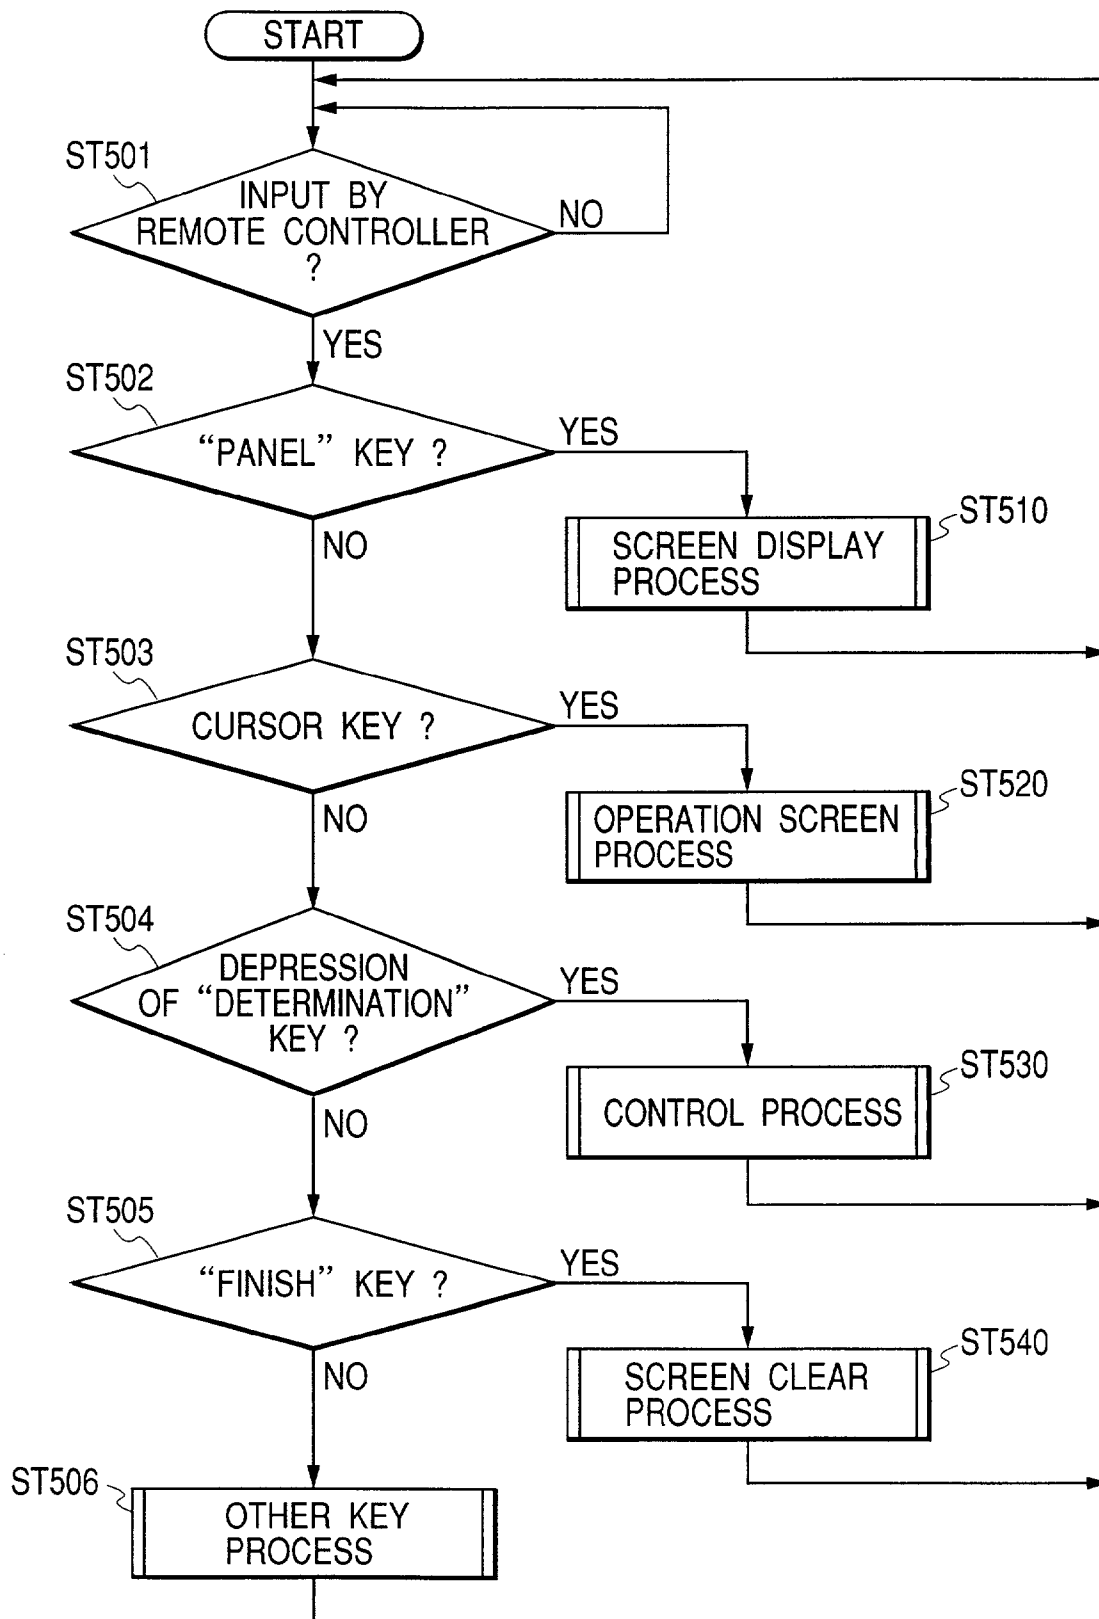 START
ST501
INPUT BY
REMOTE CONTROLLER
?
NO
YES
ST502
“PANEL” KEY ?
YES
NO
ST510
SCREEN DISPLAY
PROCESS
ST503
CURSOR KEY ?
YES
NO
ST520
OPERATION SCREEN
PROCESS
ST504
DEPRESSION
OF “DETERMINATION”
KEY ?
YES
NO
ST530
CONTROL PROCESS
ST505
“FINISH” KEY ?
YES
NO
ST540
SCREEN CLEAR
PROCESS
ST506
OTHER KEY
PROCESS